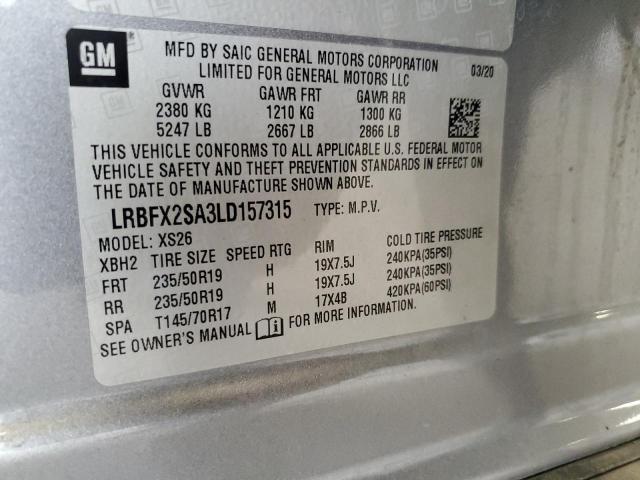 GM
MFD BY SAIC GENERAL MOTORS CORPORATION
LIMITED FOR GENERAL MOTORS LLC 03/20
GVWR GAWR FRT GAWR RR
2380 KG 1210 KG 1300 KG
5247 LB 2667 LB 2866 LB
THIS VEHICLE CONFORMS TO ALL APPLICABLE U.S. FEDERAL MOTOR
VEHICLE SAFETY AND THEFT PREVENTION STANDARDS IN EFFECT ON
THE DATE OF MANUFACTURE SHOWN ABOVE.
LRBFX2SA3LD157315 TYPE: M.P.V.
MODEL: XS26
XBH2 TIRE SIZE SPEED RTG RIM COLD TIRE PRESSURE
FRT 235/50R19 H 19X7.5J 240KPA(35PSI)
RR 235/50R19 H 19X7.5J 240KPA(35PSI)
SPA T145/70R17 M 17X4B 420KPA(60PSI)
SEE OWNER'S MANUAL FOR MORE INFORMATION.